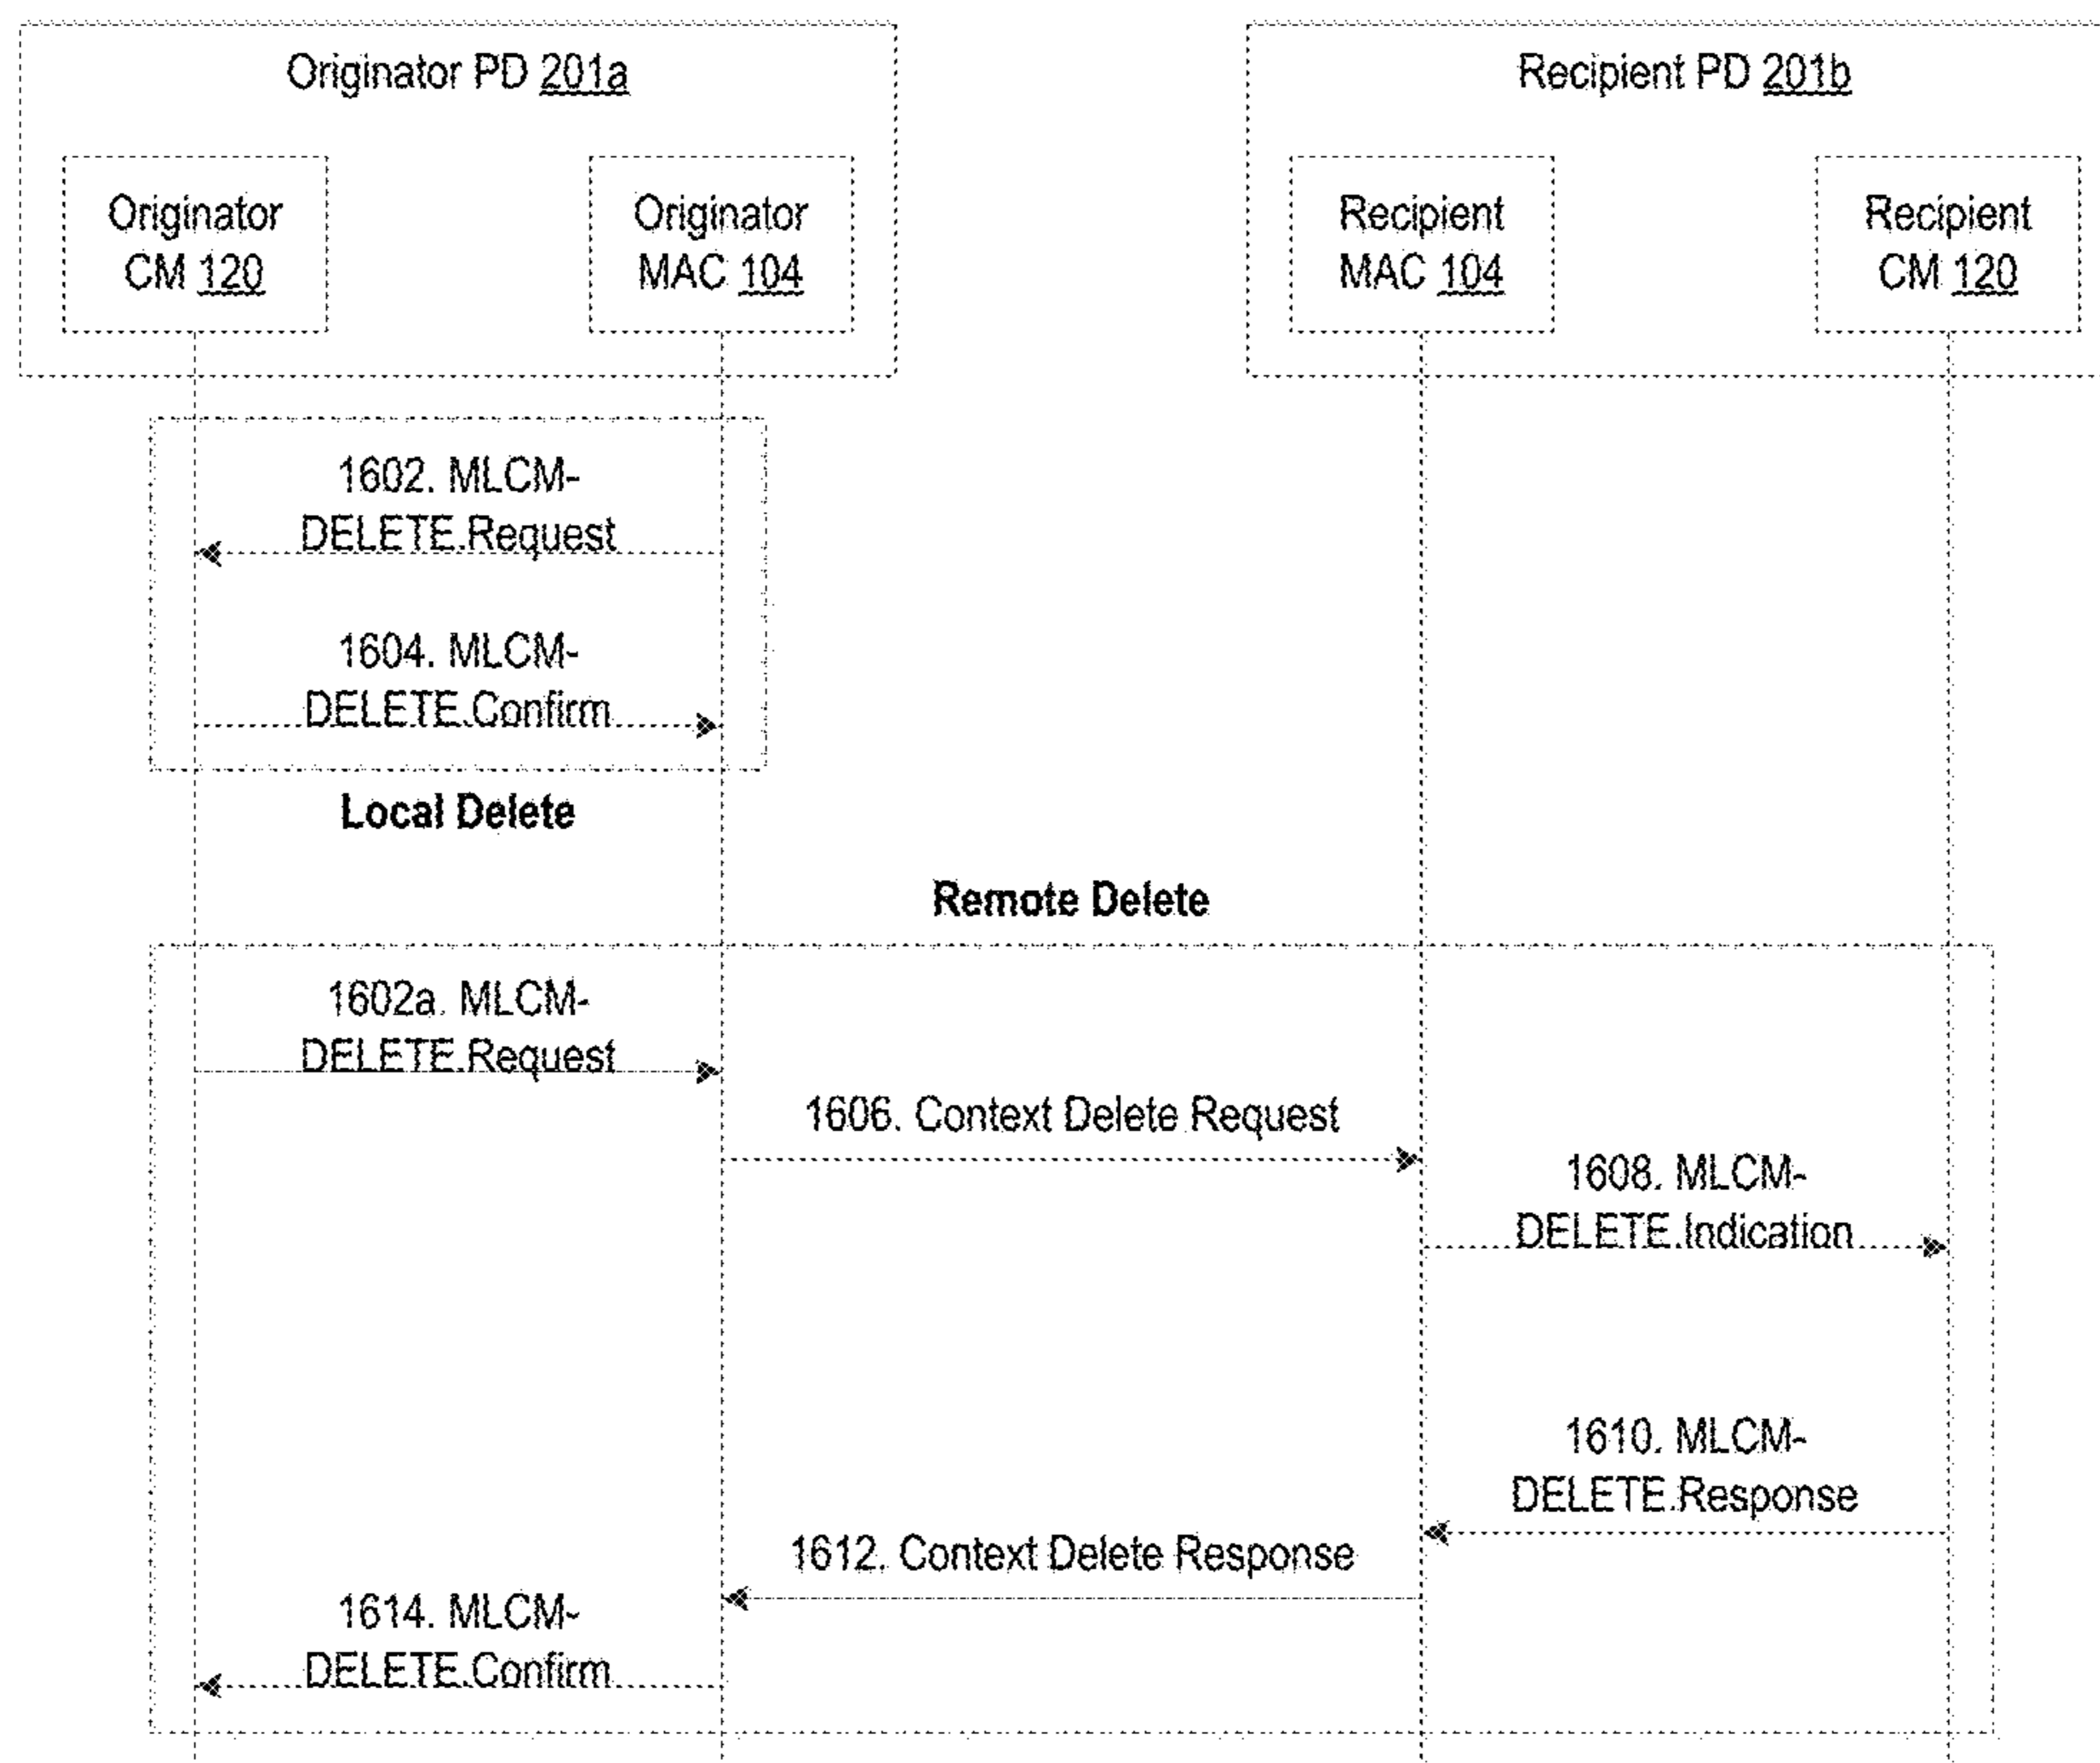 Originator PD 201a
Recipient PD 201b
Originator
CM 120
Originator
MAC 104
Recipient
MAC 104
Recipient
CM 120
1602. MLCM-
DELETE.Request
1604. MLCM-
DELETE.Confirm
Local Delete
Remote Delete
1602a. MLCM-
DELETE.Request
1606. Context Delete Request
1608. MLCM-
DELETE.Indication
1610. MLCM-
DELETE.Response
1612. Context Delete Response
1614. MLCM-
DELETE.Confirm